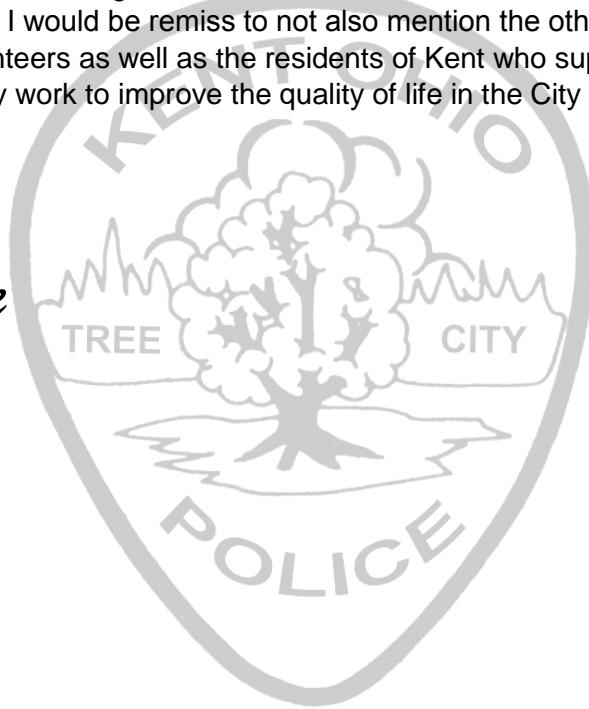 I would be remiss to not also mention the oth
nteers as well as the residents of Kent who sup
y work to improve the quality of life in the City
KENT OHIO
e
TREE CITY
POLICE